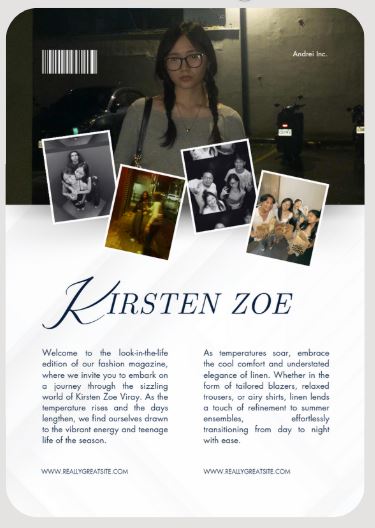 Andrei Inc.
KIRSTEN ZOE
Welcome to the look-in-the-life
edition of our fashion magazine,
where we invite you to embark on
a journey through the sizzling
world of Kirsten Zoe Viray. As the
temperature rises and the days
lengthen, we find ourselves drawn
to the vibrant energy and teenage
life of the season.
As temperatures soar, embrace
the cool comfort and understated
elegance of linen. Whether in the
form of tailored blazers, relaxed
trousers, or airy shirts, linen lends
a touch of refinement to summer
ensembles, effortlessly
transitioning from day to night
with ease.
WWW.REALLYGREATSITE.COM
WWW.REALLYGREATSITE.COM